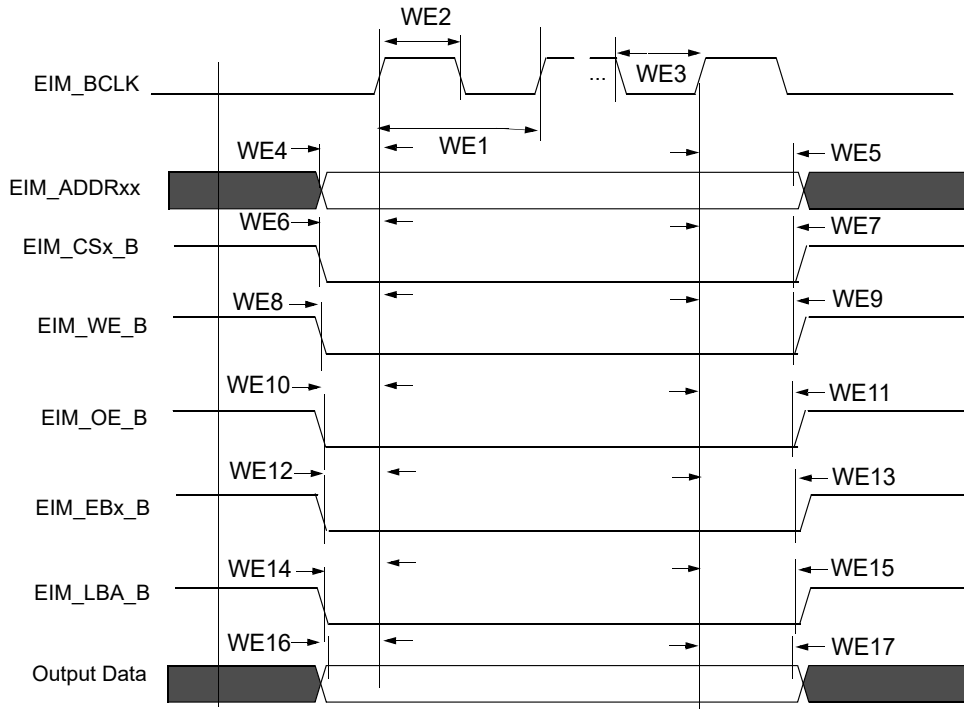 WE2
EIM_BCLK
...
WE3
WE1
WE4
WE5
EIM_ADDRxx
WE6
WE7
EIM_CSx_B
WE8
WE9
EIM_WE_B
WE10
WE11
EIM_OE_B
WE12
WE13
EIM_EBx_B
WE14
WE15
EIM_LBA_B
WE16
WE17
Output Data